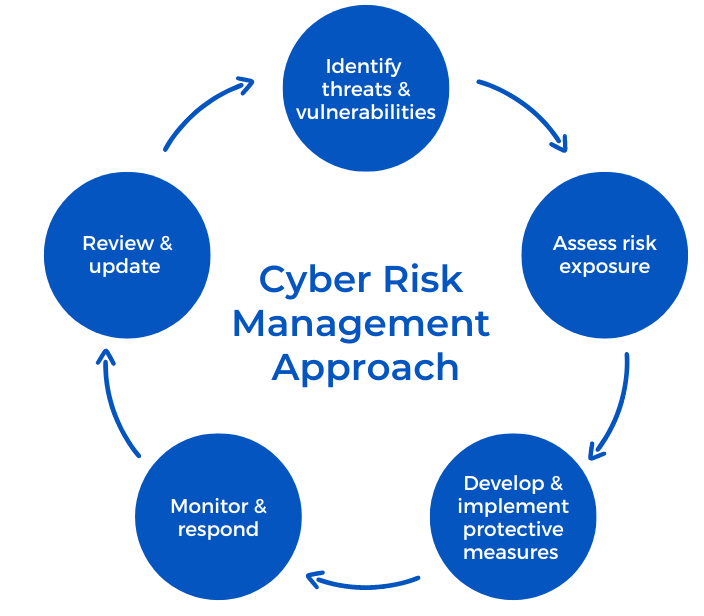 Identify
threats &
vulnerabilities
Assess risk
exposure
Develop &
implement
protective
measures
Monitor &
respond
Review &
update
Cyber Risk
Management
Approach